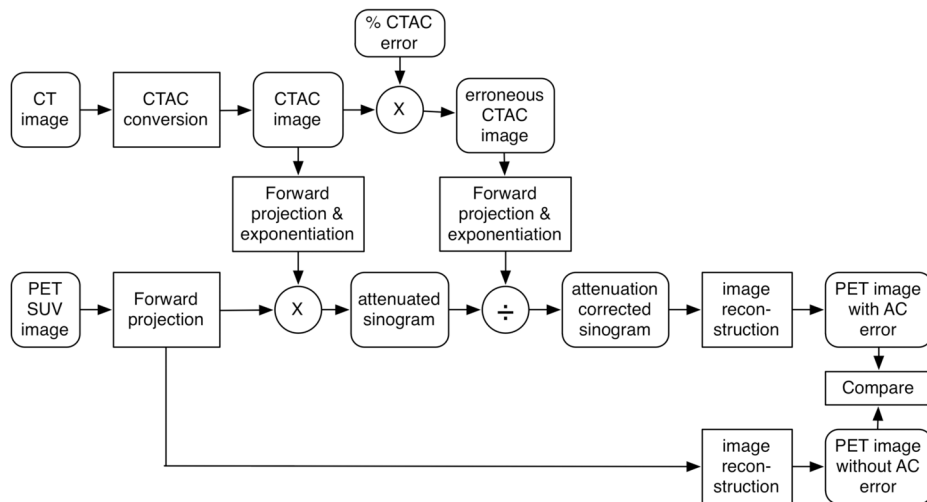 % CTAC
error
CT
image
CTAC
conversion
CTAC
image
X
erroneous
CTAC
image
Forward
projection &
exponentiation
Forward
projection &
exponentiation
PET
SUV
image
Forward
projection
X
attenuated
sinogram
÷
attenuation
corrected
sinogram
image
recon-
struction
PET image
with AC
error
Compare
image
recon-
struction
PET image
without AC
error